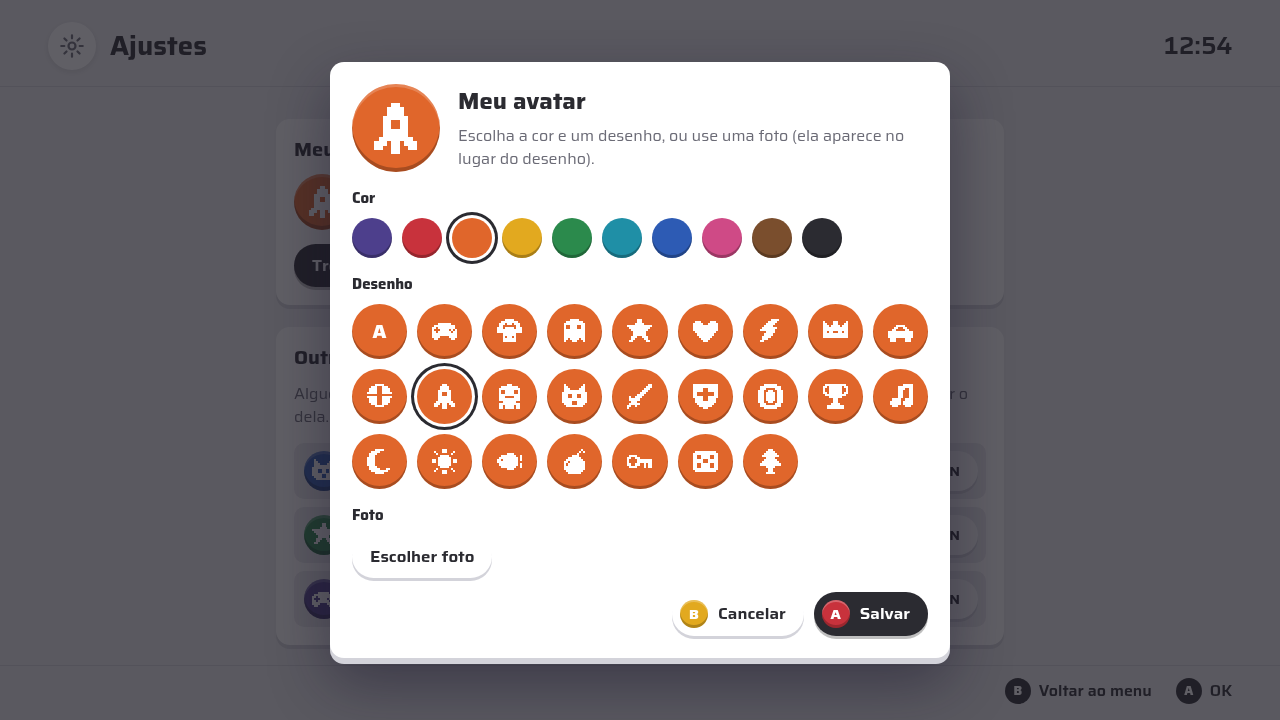 Ajustes
12:54
Meu avatar
Escolha a cor e um desenho, ou use uma foto (ela aparece no
lugar do desenho).
Cor
Desenho
A
Foto
Escolher foto
B Cancelar
A Salvar
B Voltar ao menu
A OK